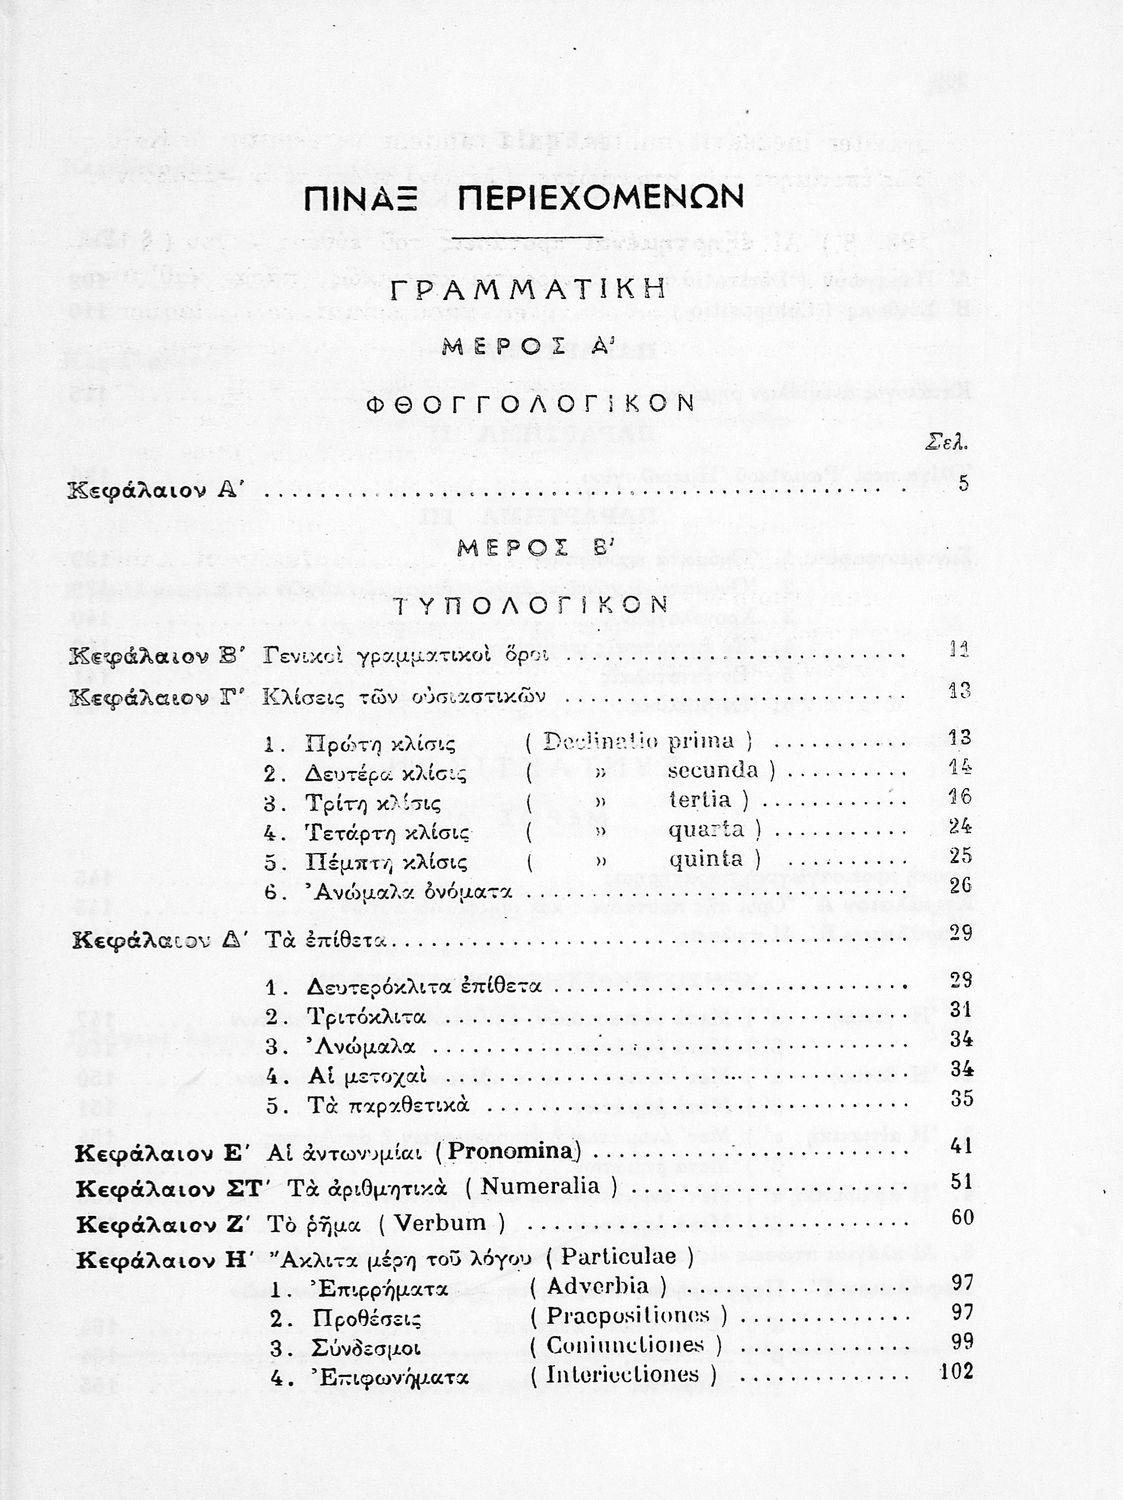 ΠΙΝΑΞ ΠΕΡΙΕΧΟΜΕΝΩΝ
ΓΡΑΜΜΑΤΙΚΗ
ΜΕΡΟΣ Α'
ΦΘΟΓΓΟΛΟΓΙΚΟΝ
Σελ.
Κεφάλαιον Α' .......... 5
ΜΕΡΟΣ Β'
ΤΥΠΟΛΟΓΙΚΟΝ
Κεφάλαιον Β' Γενικοὶ γραμματικοὶ ὅροι .......... 11
Κεφάλαιον Γ' Κλίσεις τῶν οὐσιαστικῶν .......... 13
1. Πρώτη κλίσις ( Declinatio prima ) .......... 13
2. Δευτέρα κλίσις ( » secunda ) .......... 14
3. Τρίτη κλίσις ( » tertia ) .......... 16
4. Τετάρτη κλίσις ( » quarta ) .......... 24
5. Πέμπτη κλίσις ( » quinta ) .......... 25
6. Ἀνώμαλα ὀνόματα .......... 26
Κεφάλαιον Δ' Τὰ ἐπίθετα .......... 29
1. Δευτερόκλιτα ἐπίθετα .......... 29
2. Τριτόκλιτα .......... 31
3. Ἀνώμαλα .......... 34
4. Αἱ μετοχαὶ .......... 34
5. Τὰ παραθετικὰ .......... 35
Κεφάλαιον Ε' Αἱ ἀντωνυμίαι (Pronomina) .......... 41
Κεφάλαιον ΣΤ' Τὰ ἀριθμητικὰ ( Numeralia ) .......... 51
Κεφάλαιον Ζ' Τὸ ῥῆμα ( Verbum ) .......... 60
Κεφάλαιον Η' Ἄκλιτα μέρη τοῦ λόγου ( Particulae )
1. Ἐπιρρήματα ( Adverbia ) .......... 97
2. Προθέσεις ( Praepositiones ) .......... 97
3. Σύνδεσμοι ( Coniunctiones ) .......... 99
4. Ἐπιφωνήματα ( Interiectiones ) .......... 102